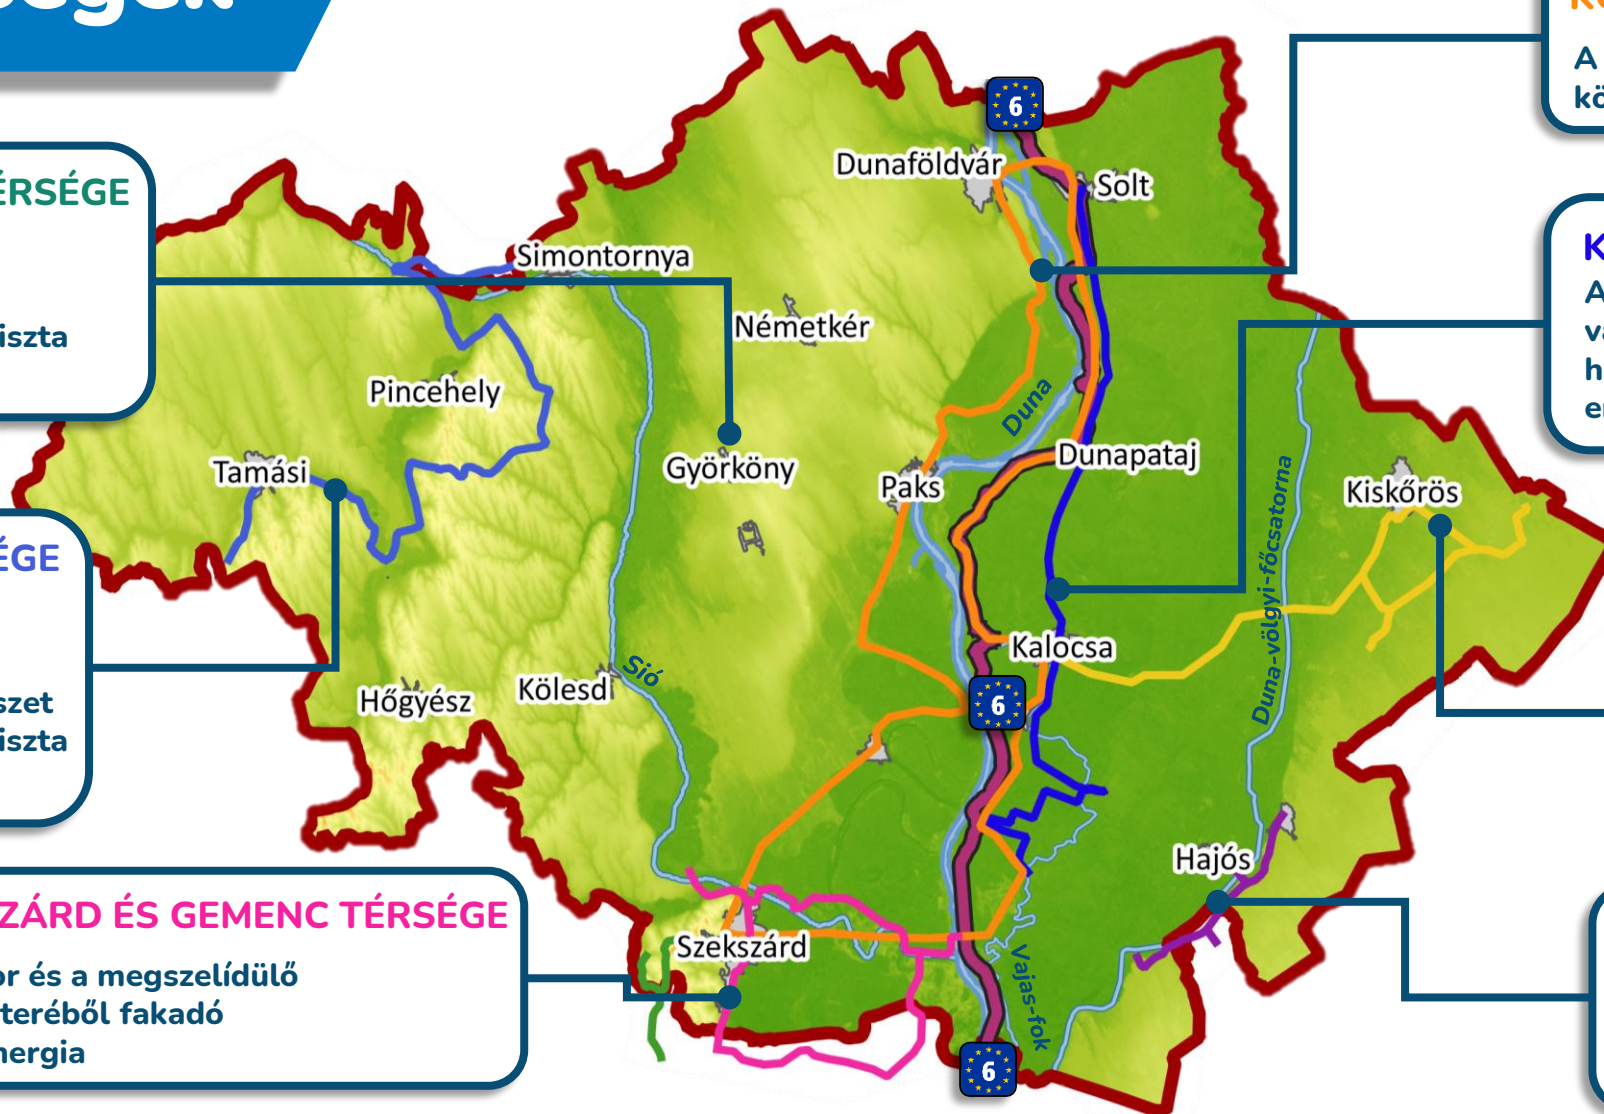 ÉRSÉGE
iszta
ÉGE
szet
iszta
ZÁRD ÉS GEMENC TÉRSÉGE
or és a megszelídülő
teréből fakadó
nergia
6
Dunaföldvár
Solt
Simontornya
Németkér
Pincehely
Duna
Tamási
Györköny
Paks
Dunapataj
Kiskőrös
Duna-völgyi-főcsatorna
Kalocsa
Sió
Kölesd
Hőgyész
6
Hajós
Szekszárd
Vajas-fok
6
A
kö
K
A
va
h